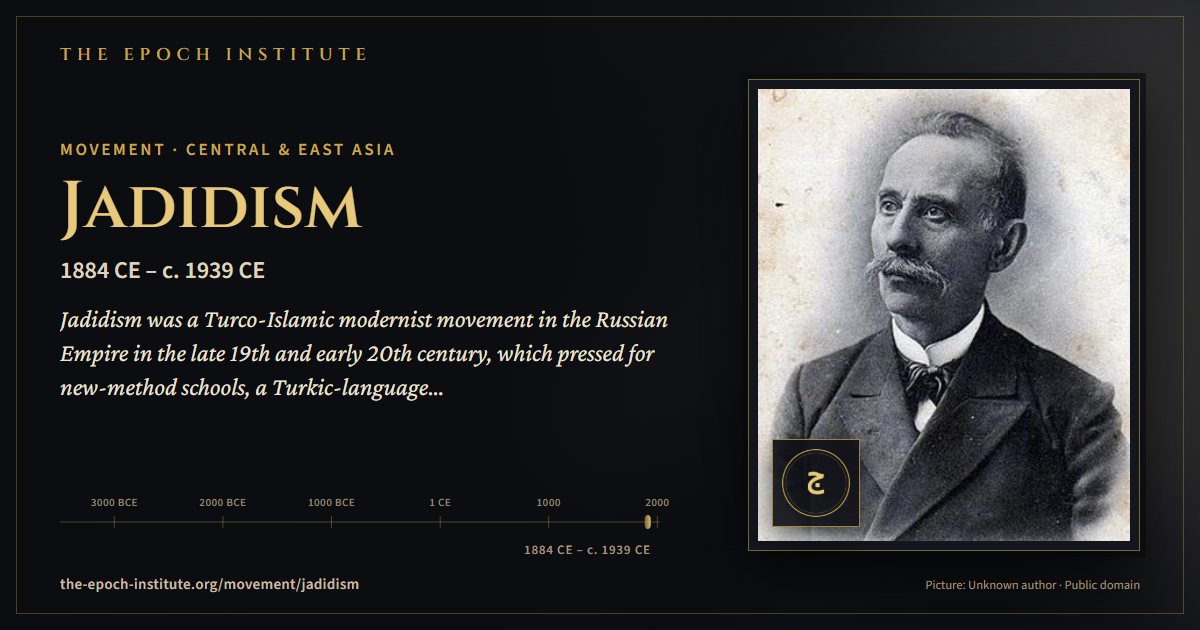 THE EPOCH INSTITUTE
MOVEMENT · CENTRAL & EAST ASIA
JADIDISM
1884 CE – c. 1939 CE
Jadidism was a Turco-Islamic modernist movement in the Russian
Empire in the late 19th and early 20th century, which pressed for
new-method schools, a Turkic-language...
3000 BCE 2000 BCE 1000 BCE 1 CE 1000 2000
1884 CE – c. 1939 CE
ج
the-epoch-institute.org/movement/jadidism
Picture: Unknown author · Public domain